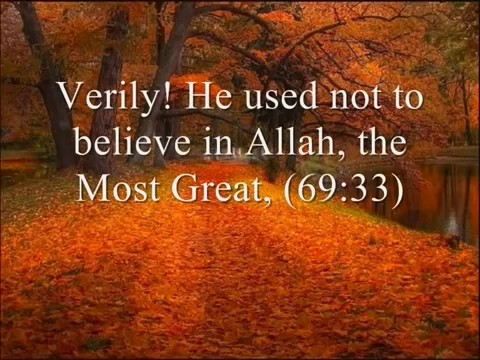 Verily! He used not to
believe in Allah, the
Most Great, (69:33)